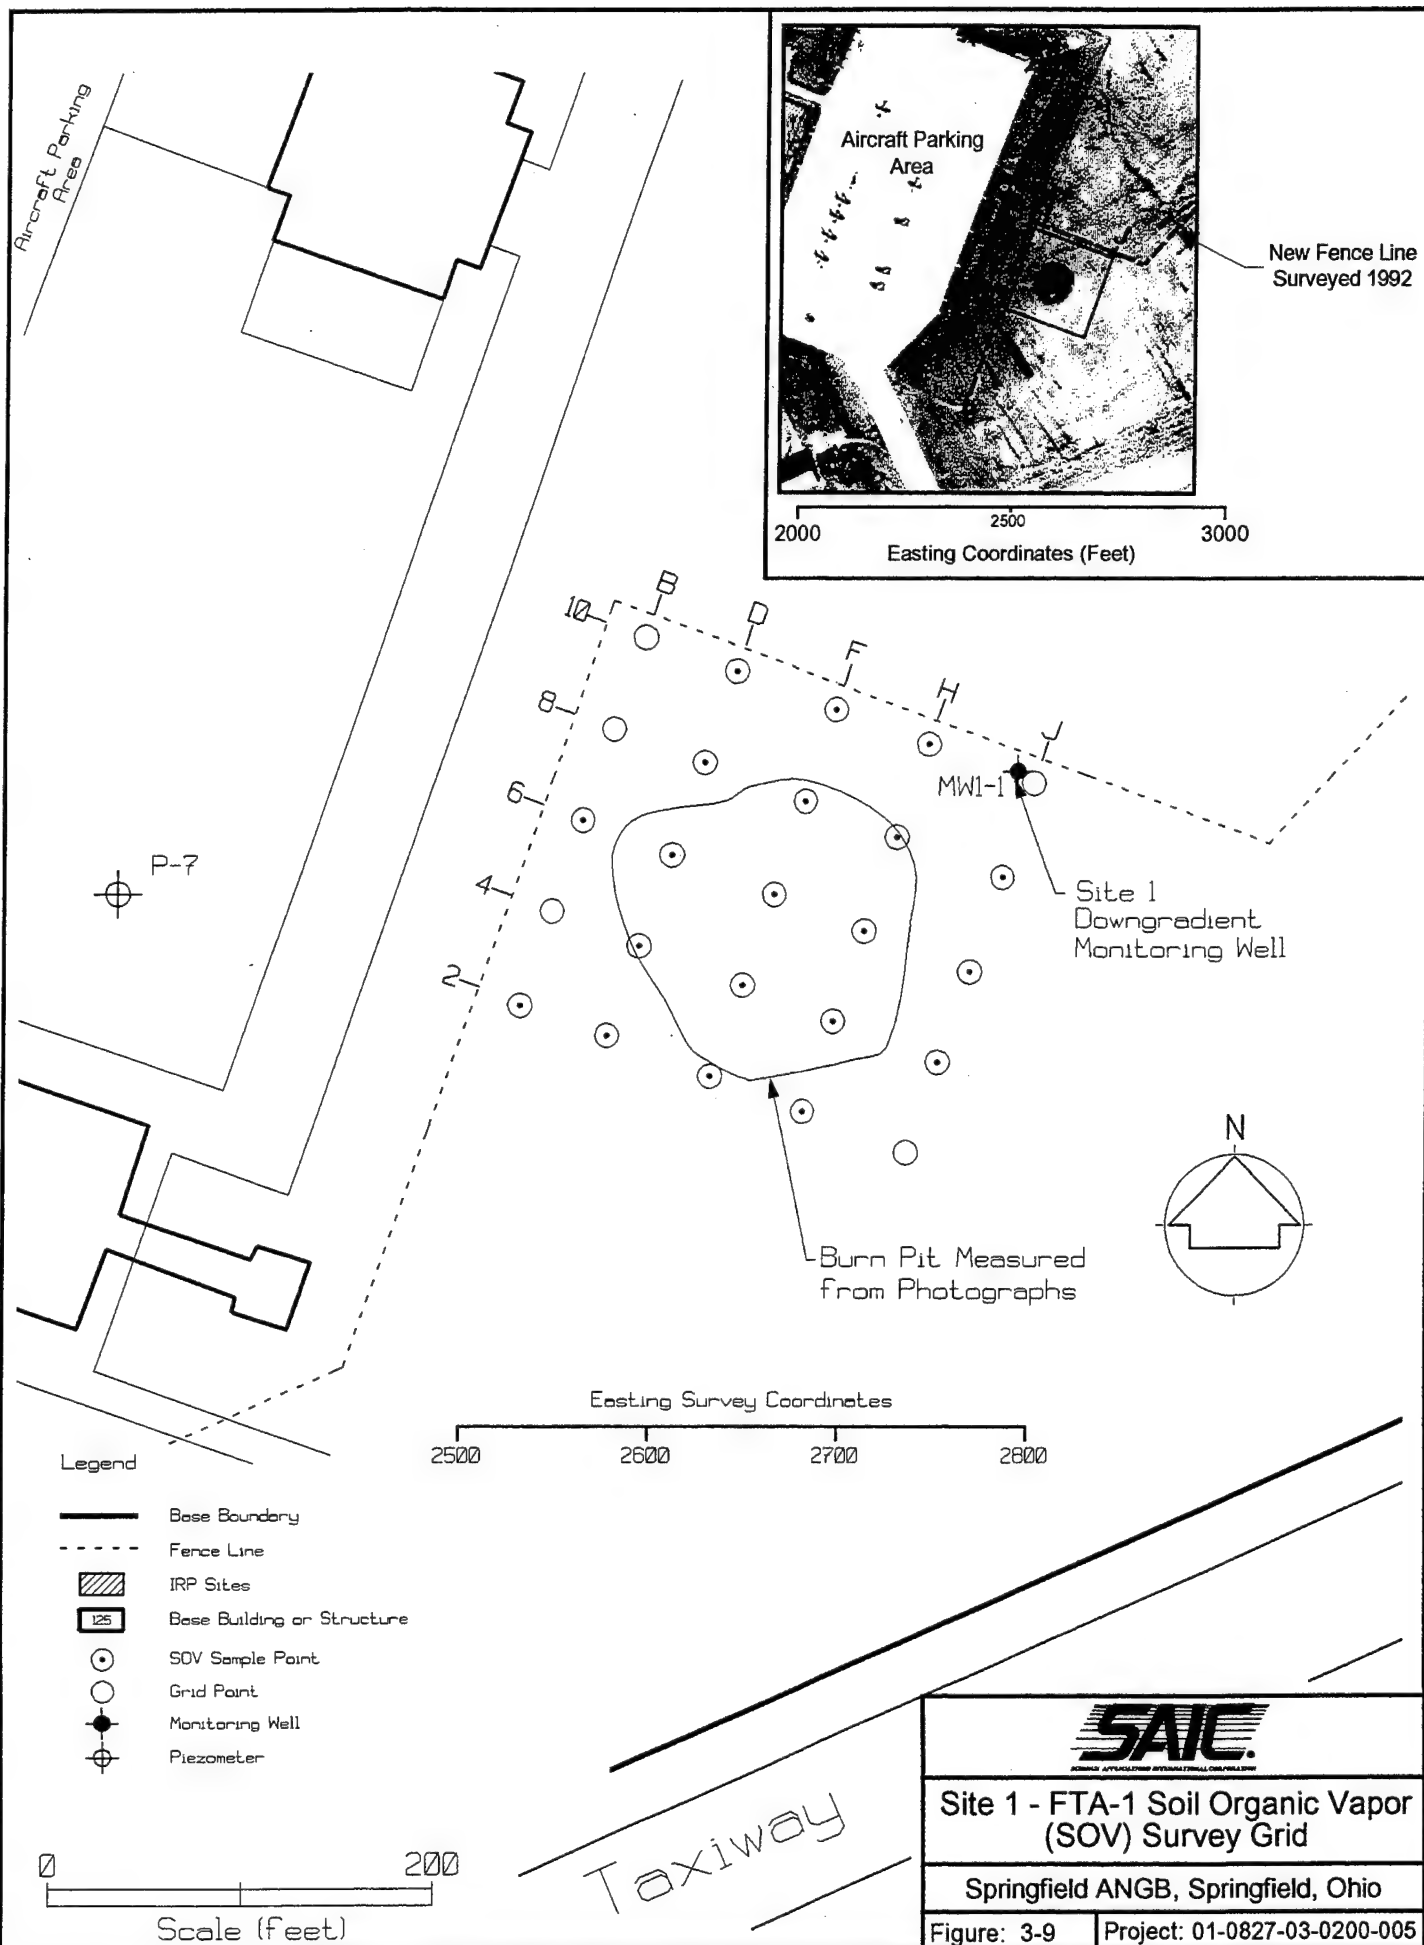 Aircraft Parking
Area
Aircraft Parking
Area
New Fence Line
Surveyed 1992
2000
2500
3000
Easting Coordinates (Feet)
10
B
D
F
H
J
8
6
4
2
MW1-1
P-7
Site 1
Downgradient
Monitoring Well
N
Burn Pit Measured
from Photographs
Easting Survey Coordinates
2500
2600
2700
2800
Legend
Base Boundary
Fence Line
IRP Sites
125
Base Building or Structure
SOV Sample Point
Grid Point
Monitoring Well
Piezometer
0
200
Scale (feet)
Taxiway
SAIC.
SCIENCE APPLICATIONS INTERNATIONAL CORPORATION
Site 1 - FTA-1 Soil Organic Vapor
(SOV) Survey Grid
Springfield ANGB, Springfield, Ohio
Figure: 3-9
Project: 01-0827-03-0200-005